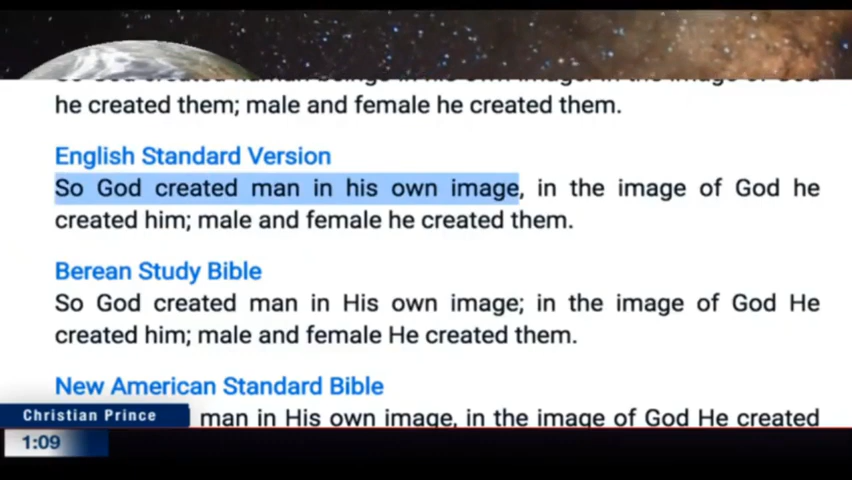 he created them; male and female he created them.
English Standard Version
So God created man in his own image, in the image of God he
created him; male and female he created them.
Berean Study Bible
So God created man in His own image; in the image of God He
created him; male and female He created them.
New American Standard Bible
man in His own image, in the image of God He created
Christian Prince
1:09